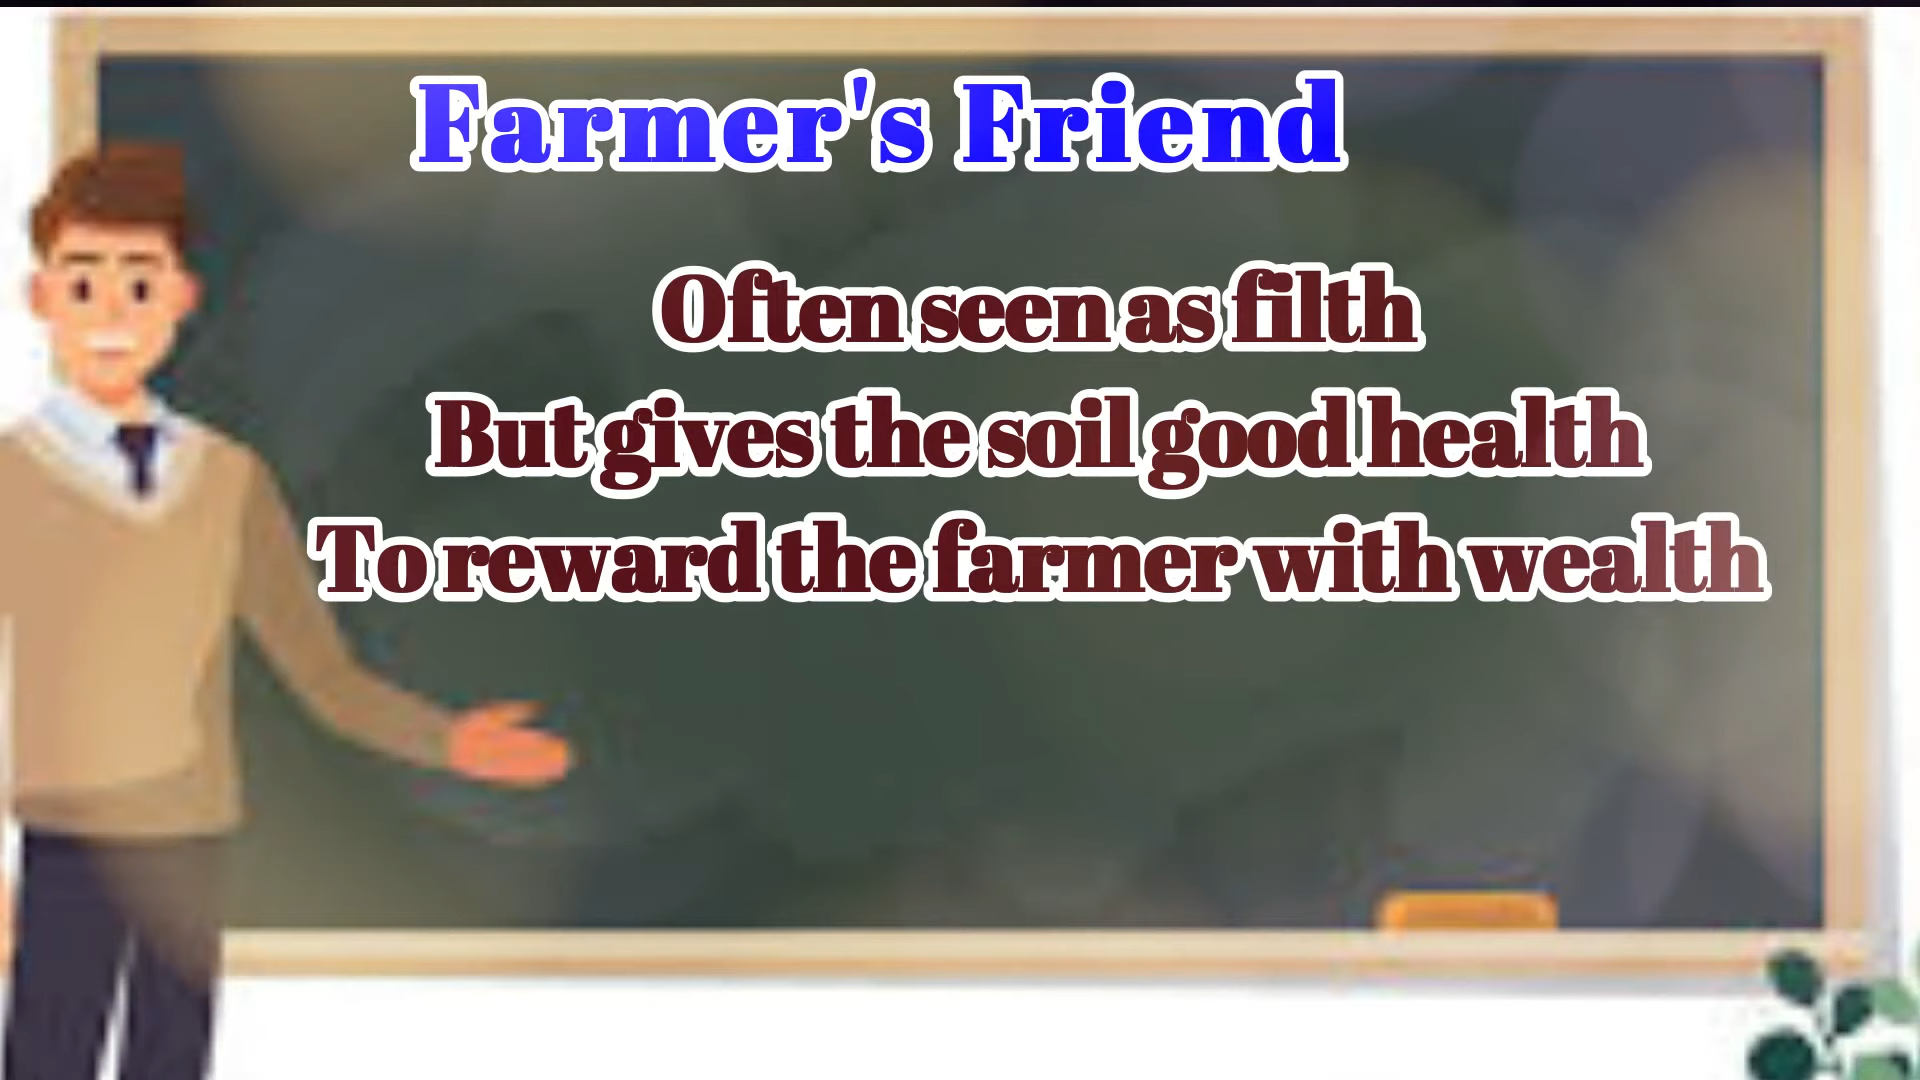 Farmer's Friend
Often seen as filth
But gives the soil good health
To reward the farmer with wealth